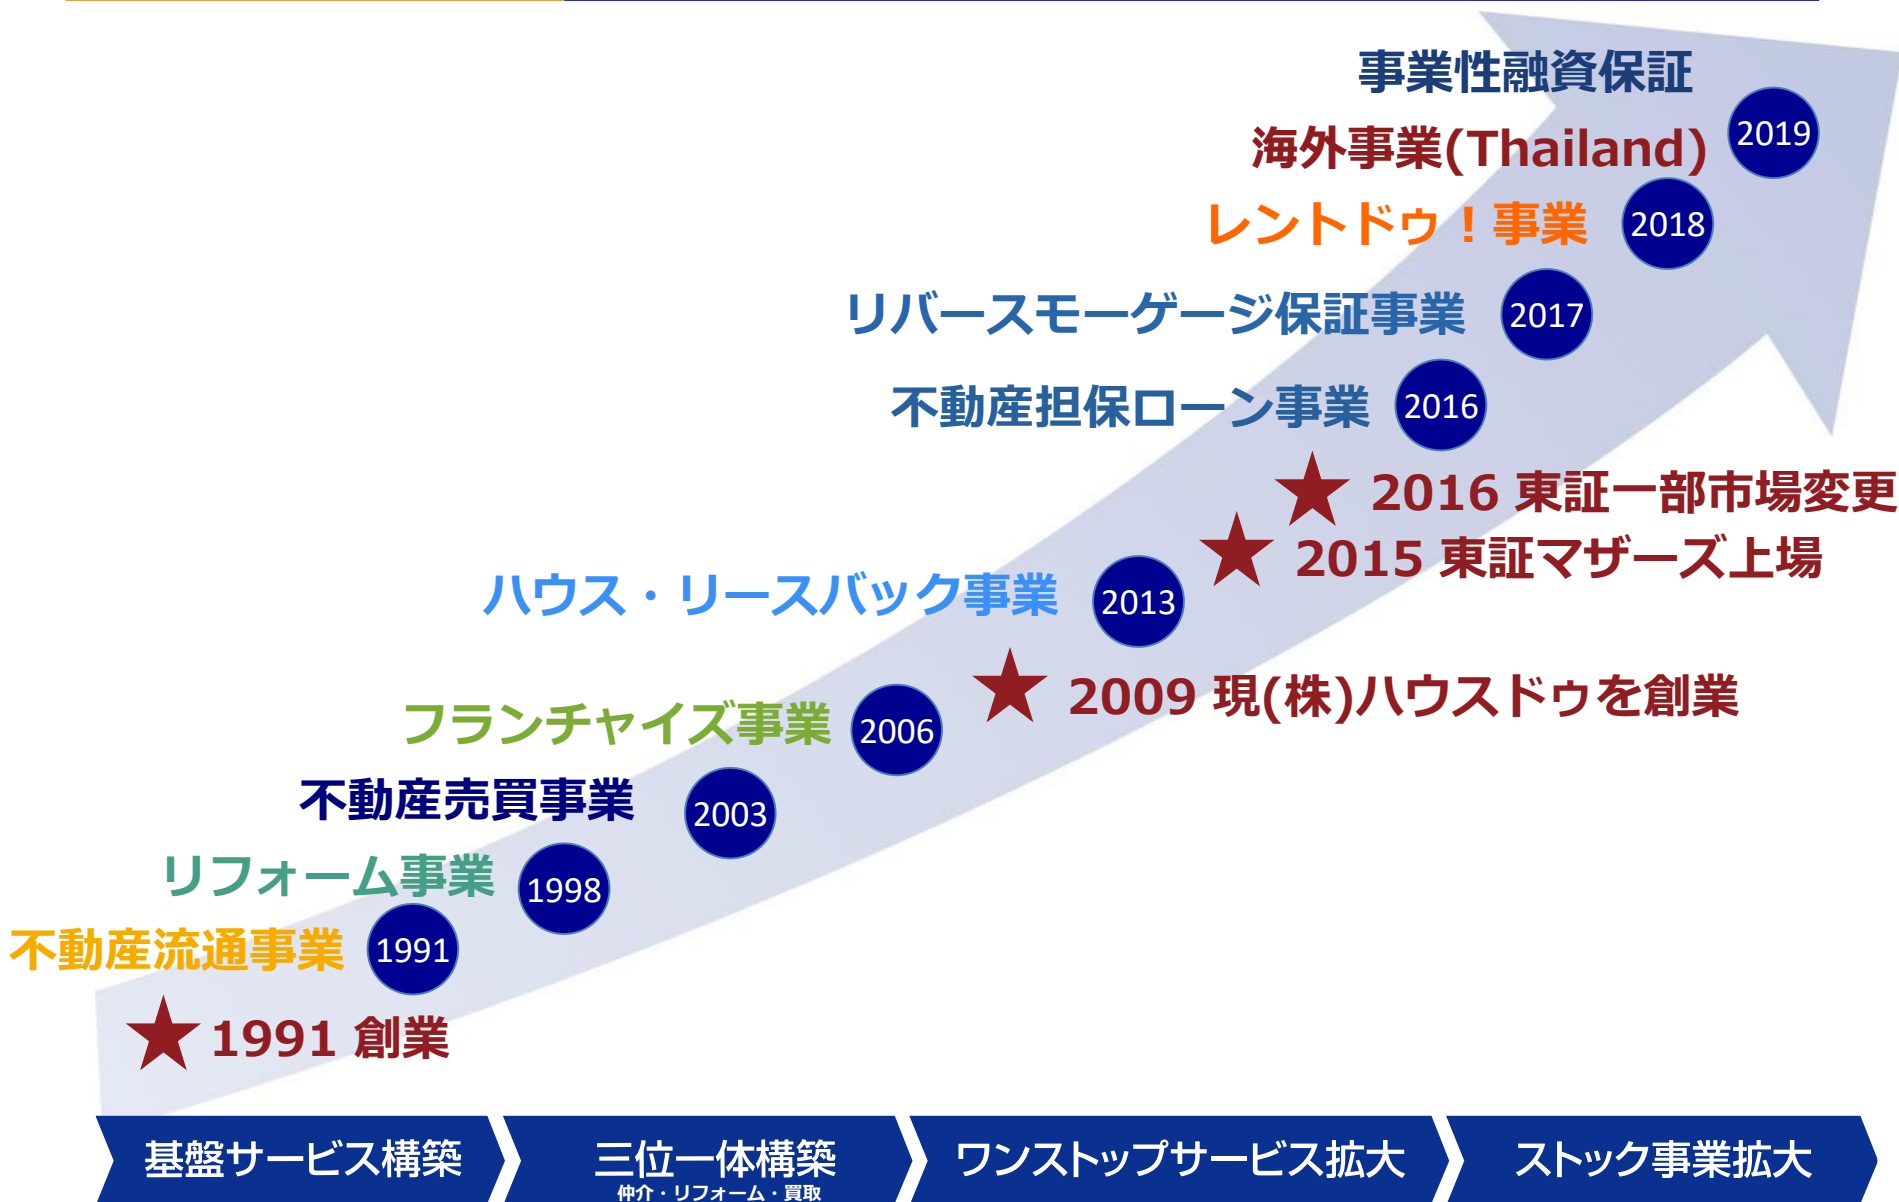 事業性融資保証
2019
海外事業(Thailand)
レントドゥ！事業
2018
リバースモーゲージ保証事業
2017
不動産担保ローン事業
2016
2016 東証一部市場変更
2015 東証マザーズ上場
ハウス・リースバック事業
2013
2009 現(株)ハウスドゥを創業
フランチャイズ事業
2006
不動産売買事業
2003
リフォーム事業
1998
不動産流通事業
1991
1991 創業
基盤サービス構築
三位一体構築
仲介・リフォーム・買取
ワンストップサービス拡大
ストック事業拡大